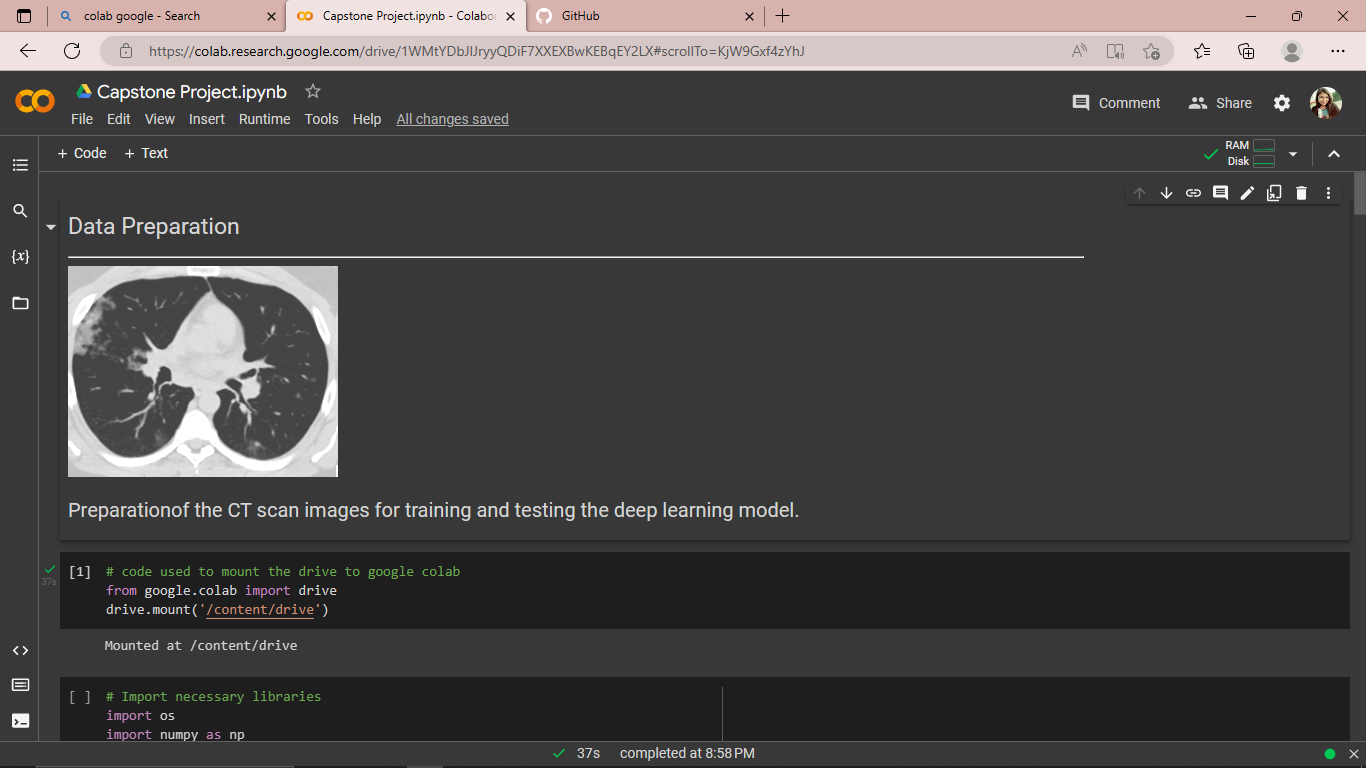 colab google - Search
Capstone Project.ipynb - Colabor
GitHub
https://colab.research.google.com/drive/1WMtYDbJlJryyQDiF7XXEXBwKEBqEY2LX#scrollTo=KjW9Gxf4zYhJ
Capstone Project.ipynb
Comment
Share
File Edit View Insert Runtime Tools Help All changes saved
+ Code + Text
RAM
Disk
Data Preparation
{x}
Preparationof the CT scan images for training and testing the deep learning model.
37s
[1] # code used to mount the drive to google colab
from google.colab import drive
drive.mount('/content/drive')
Mounted at /content/drive
[ ] # Import necessary libraries
import os
import numpy as np
37s completed at 8:58 PM